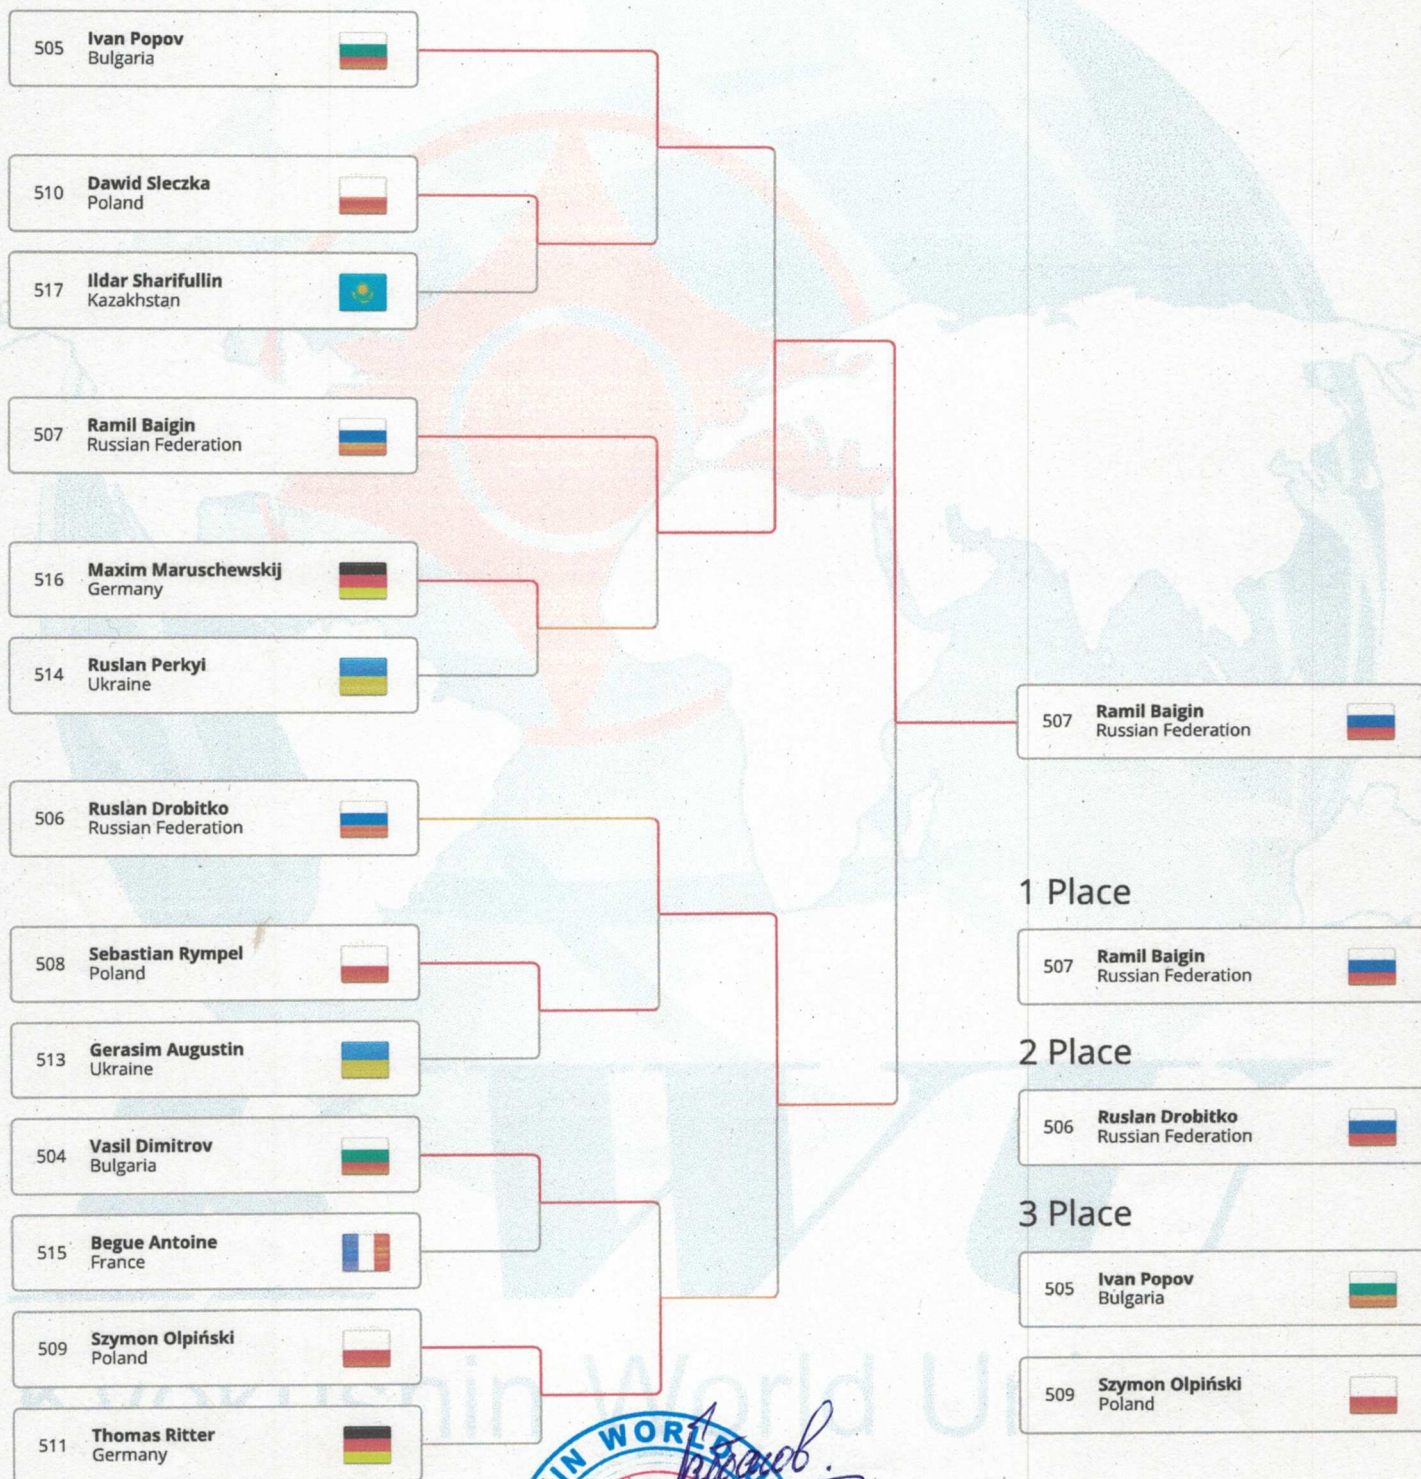 505
Ivan Popov
Bulgaria
510
Dawid Sleczka
Poland
517
Ildar Sharifullin
Kazakhstan
507
Ramil Baigin
Russian Federation
516
Maxim Maruschewskij
Germany
514
Ruslan Perkyi
Ukraine
506
Ruslan Drobitko
Russian Federation
508
Sebastian Rympel
Poland
513
Gerasim Augustin
Ukraine
504
Vasil Dimitrov
Bulgaria
515
Begue Antoine
France
509
Szymon Olpiński
Poland
511
Thomas Ritter
Germany
507
Ramil Baigin
Russian Federation
1 Place
507
Ramil Baigin
Russian Federation
2 Place
506
Ruslan Drobitko
Russian Federation
3 Place
505
Ivan Popov
Bulgaria
509
Szymon Olpiński
Poland
KWU
Kyokushin World
WORLD